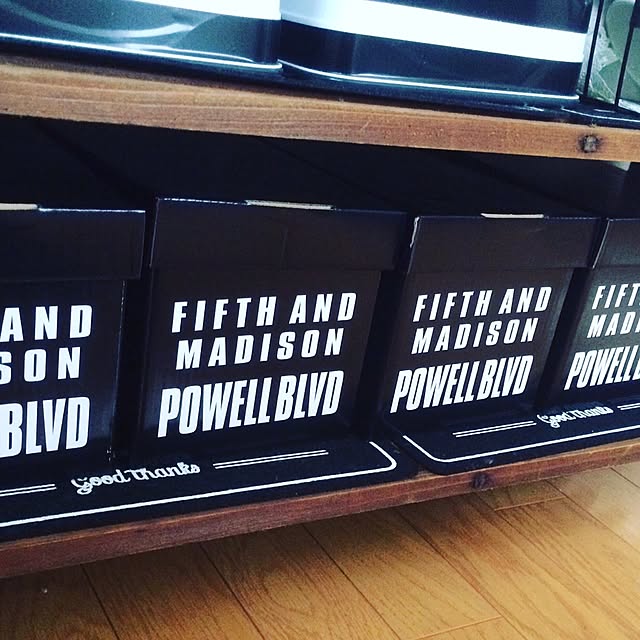 AND
SON
BLVD
FIFTH AND
MADISON
POWELL BLVD
FIFTH AND
MADISON
POWELL BLVD
FIFT
MAD
POWELL
Good Thanks
Good Thanks